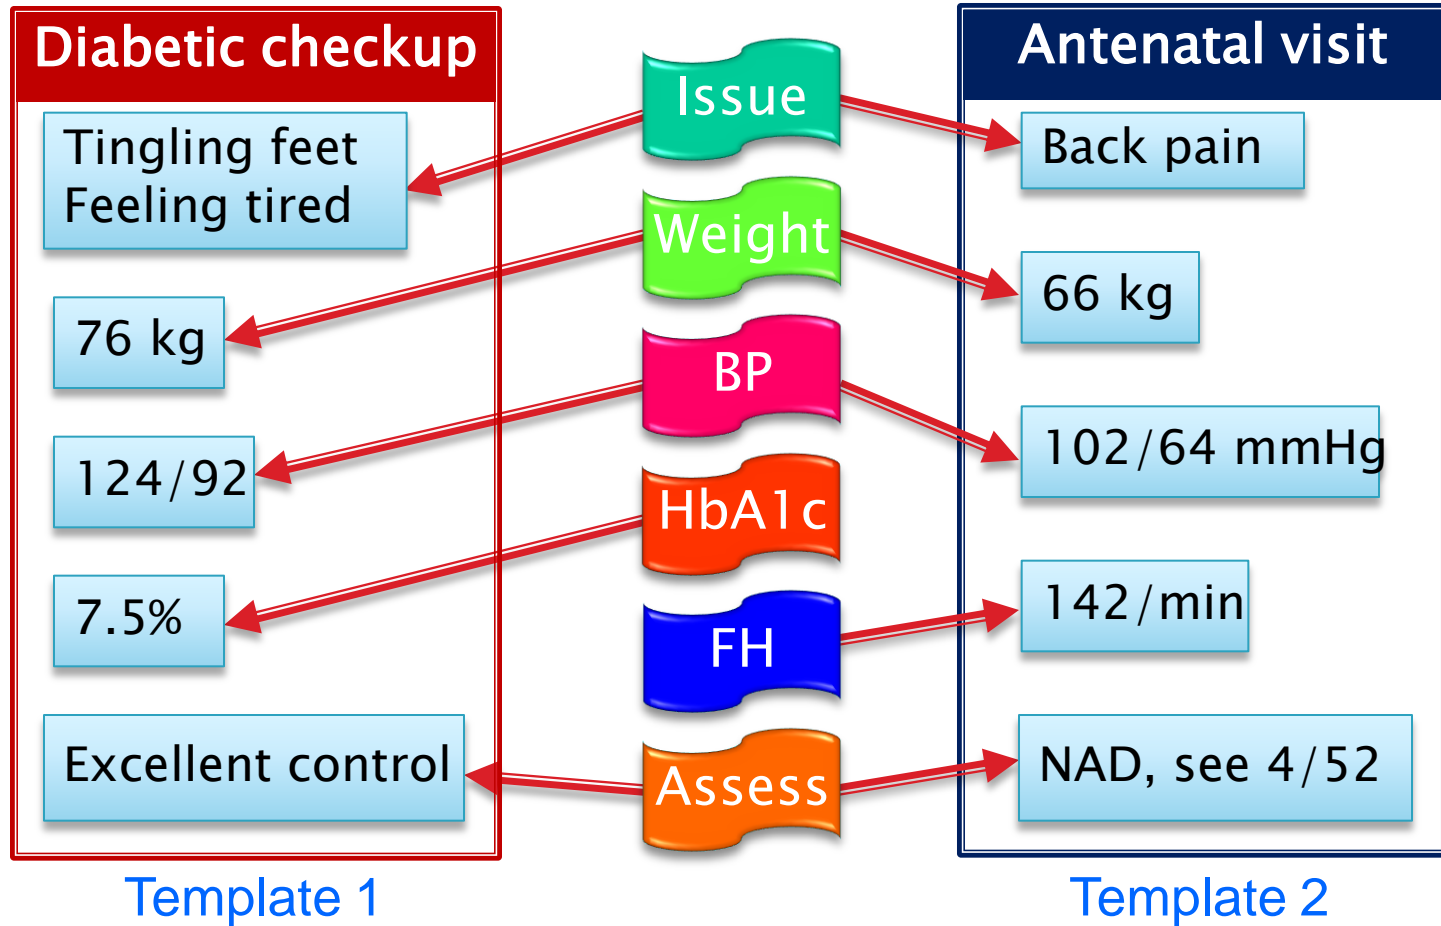 Diabetic checkup
Tingling feet
Feeling tired
76 kg
124/92
7.5%
Excellent control
Template 1
Issue
Weight
BP
HbA1c
FH
Assess
Antenatal visit
Back pain
66 kg
102/64 mmHg
142/min
NAD, see 4/52
Template 2